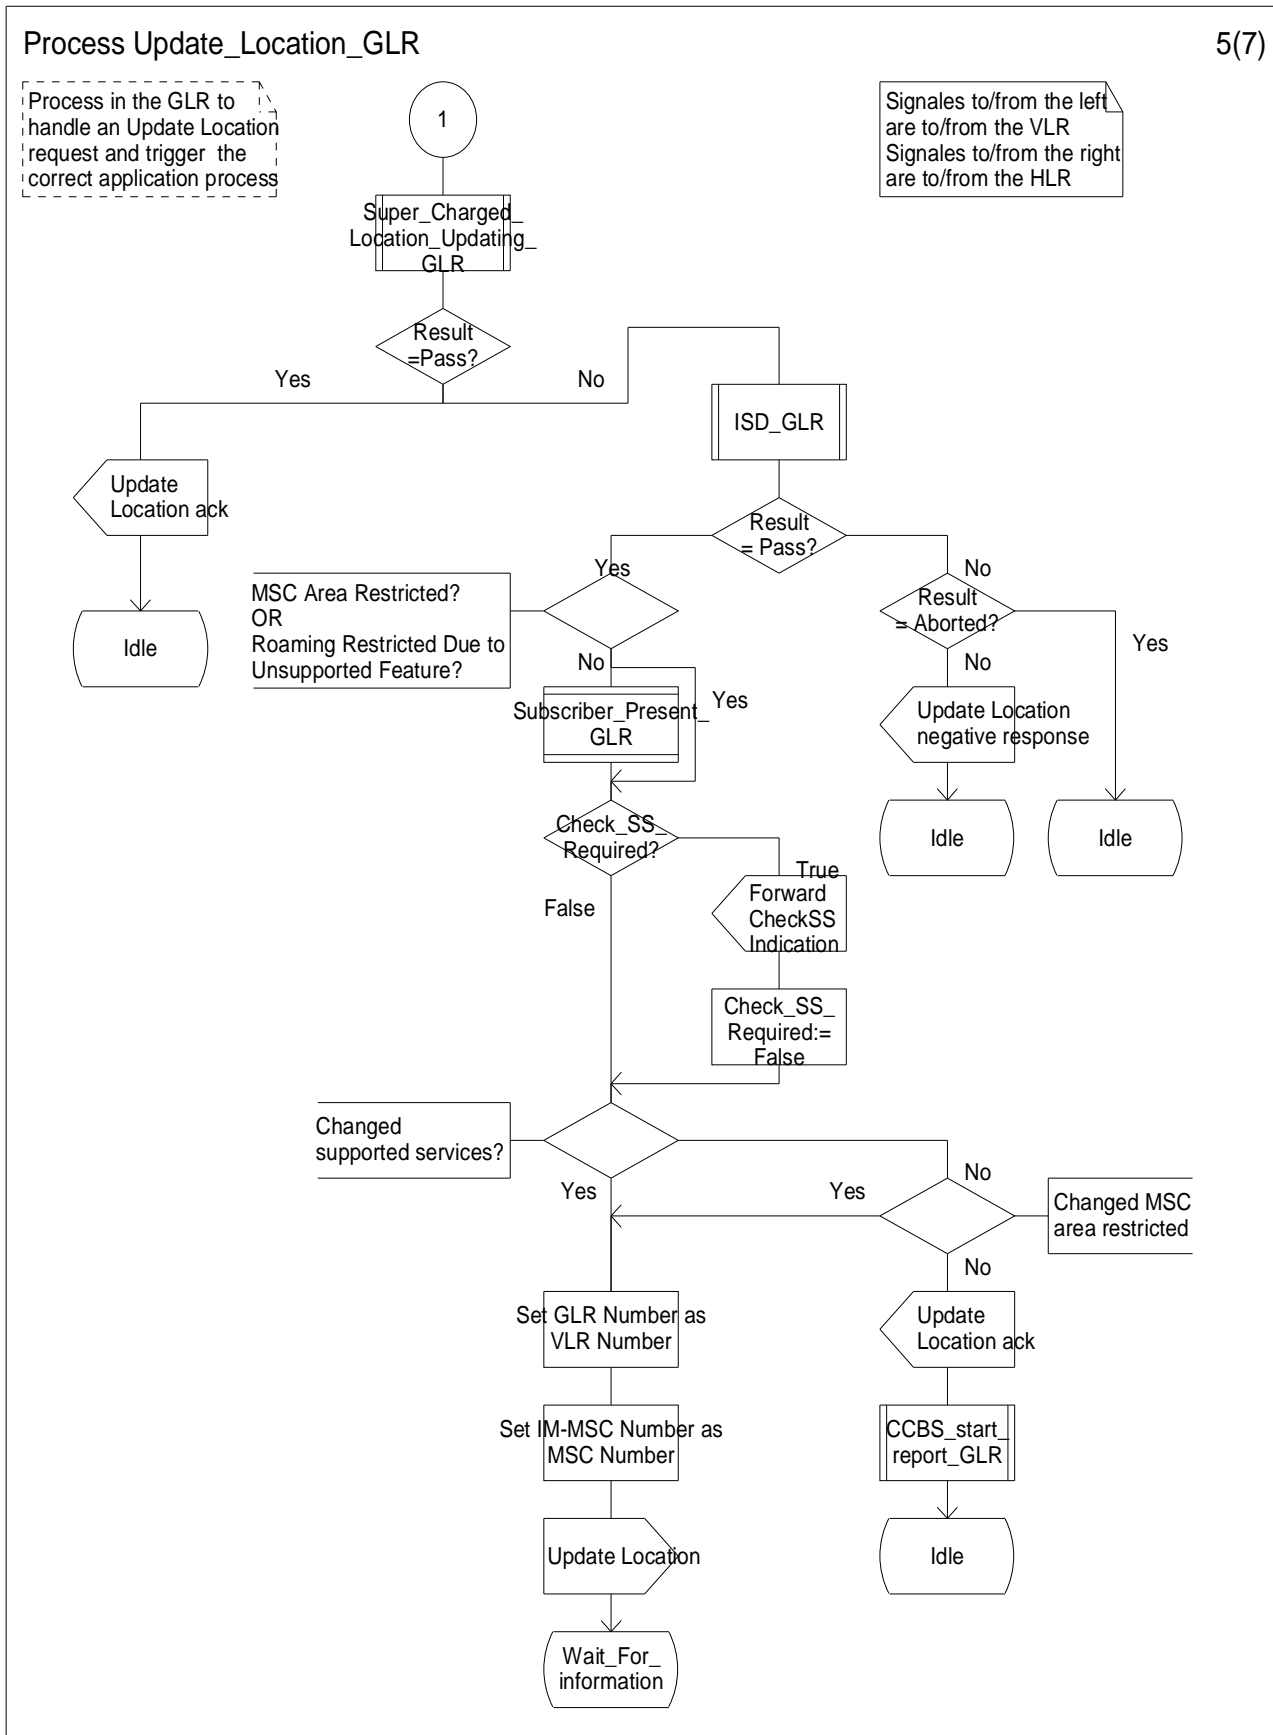 Process Update_Location_GLR
5(7)
Process in the GLR to
handle an Update Location
request and trigger the
correct application process
Signales to/from the left
are to/from the VLR
Signales to/from the right
are to/from the HLR
1
Super_Charged_
Location_Updating_
GLR
Result
=Pass?
Yes
No
ISD_GLR
Update
Location ack
Idle
Result
= Pass?
Yes
No
MSC Area Restricted?
OR
Roaming Restricted Due to
Unsupported Feature?
Result
= Aborted?
Yes
No
No
Yes
Subscriber_Present_
GLR
Update Location
negative response
Idle
Idle
Check_SS_
Required?
True
False
Forward
CheckSS
Indication
Check_SS_
Required:=
False
Changed
supported services?
No
Yes
Yes
Changed MSC
area restricted
No
Set GLR Number as
VLR Number
Update
Location ack
Set IM-MSC Number as
MSC Number
CCBS_start_
report_GLR
Update Location
Idle
Wait_For_
information